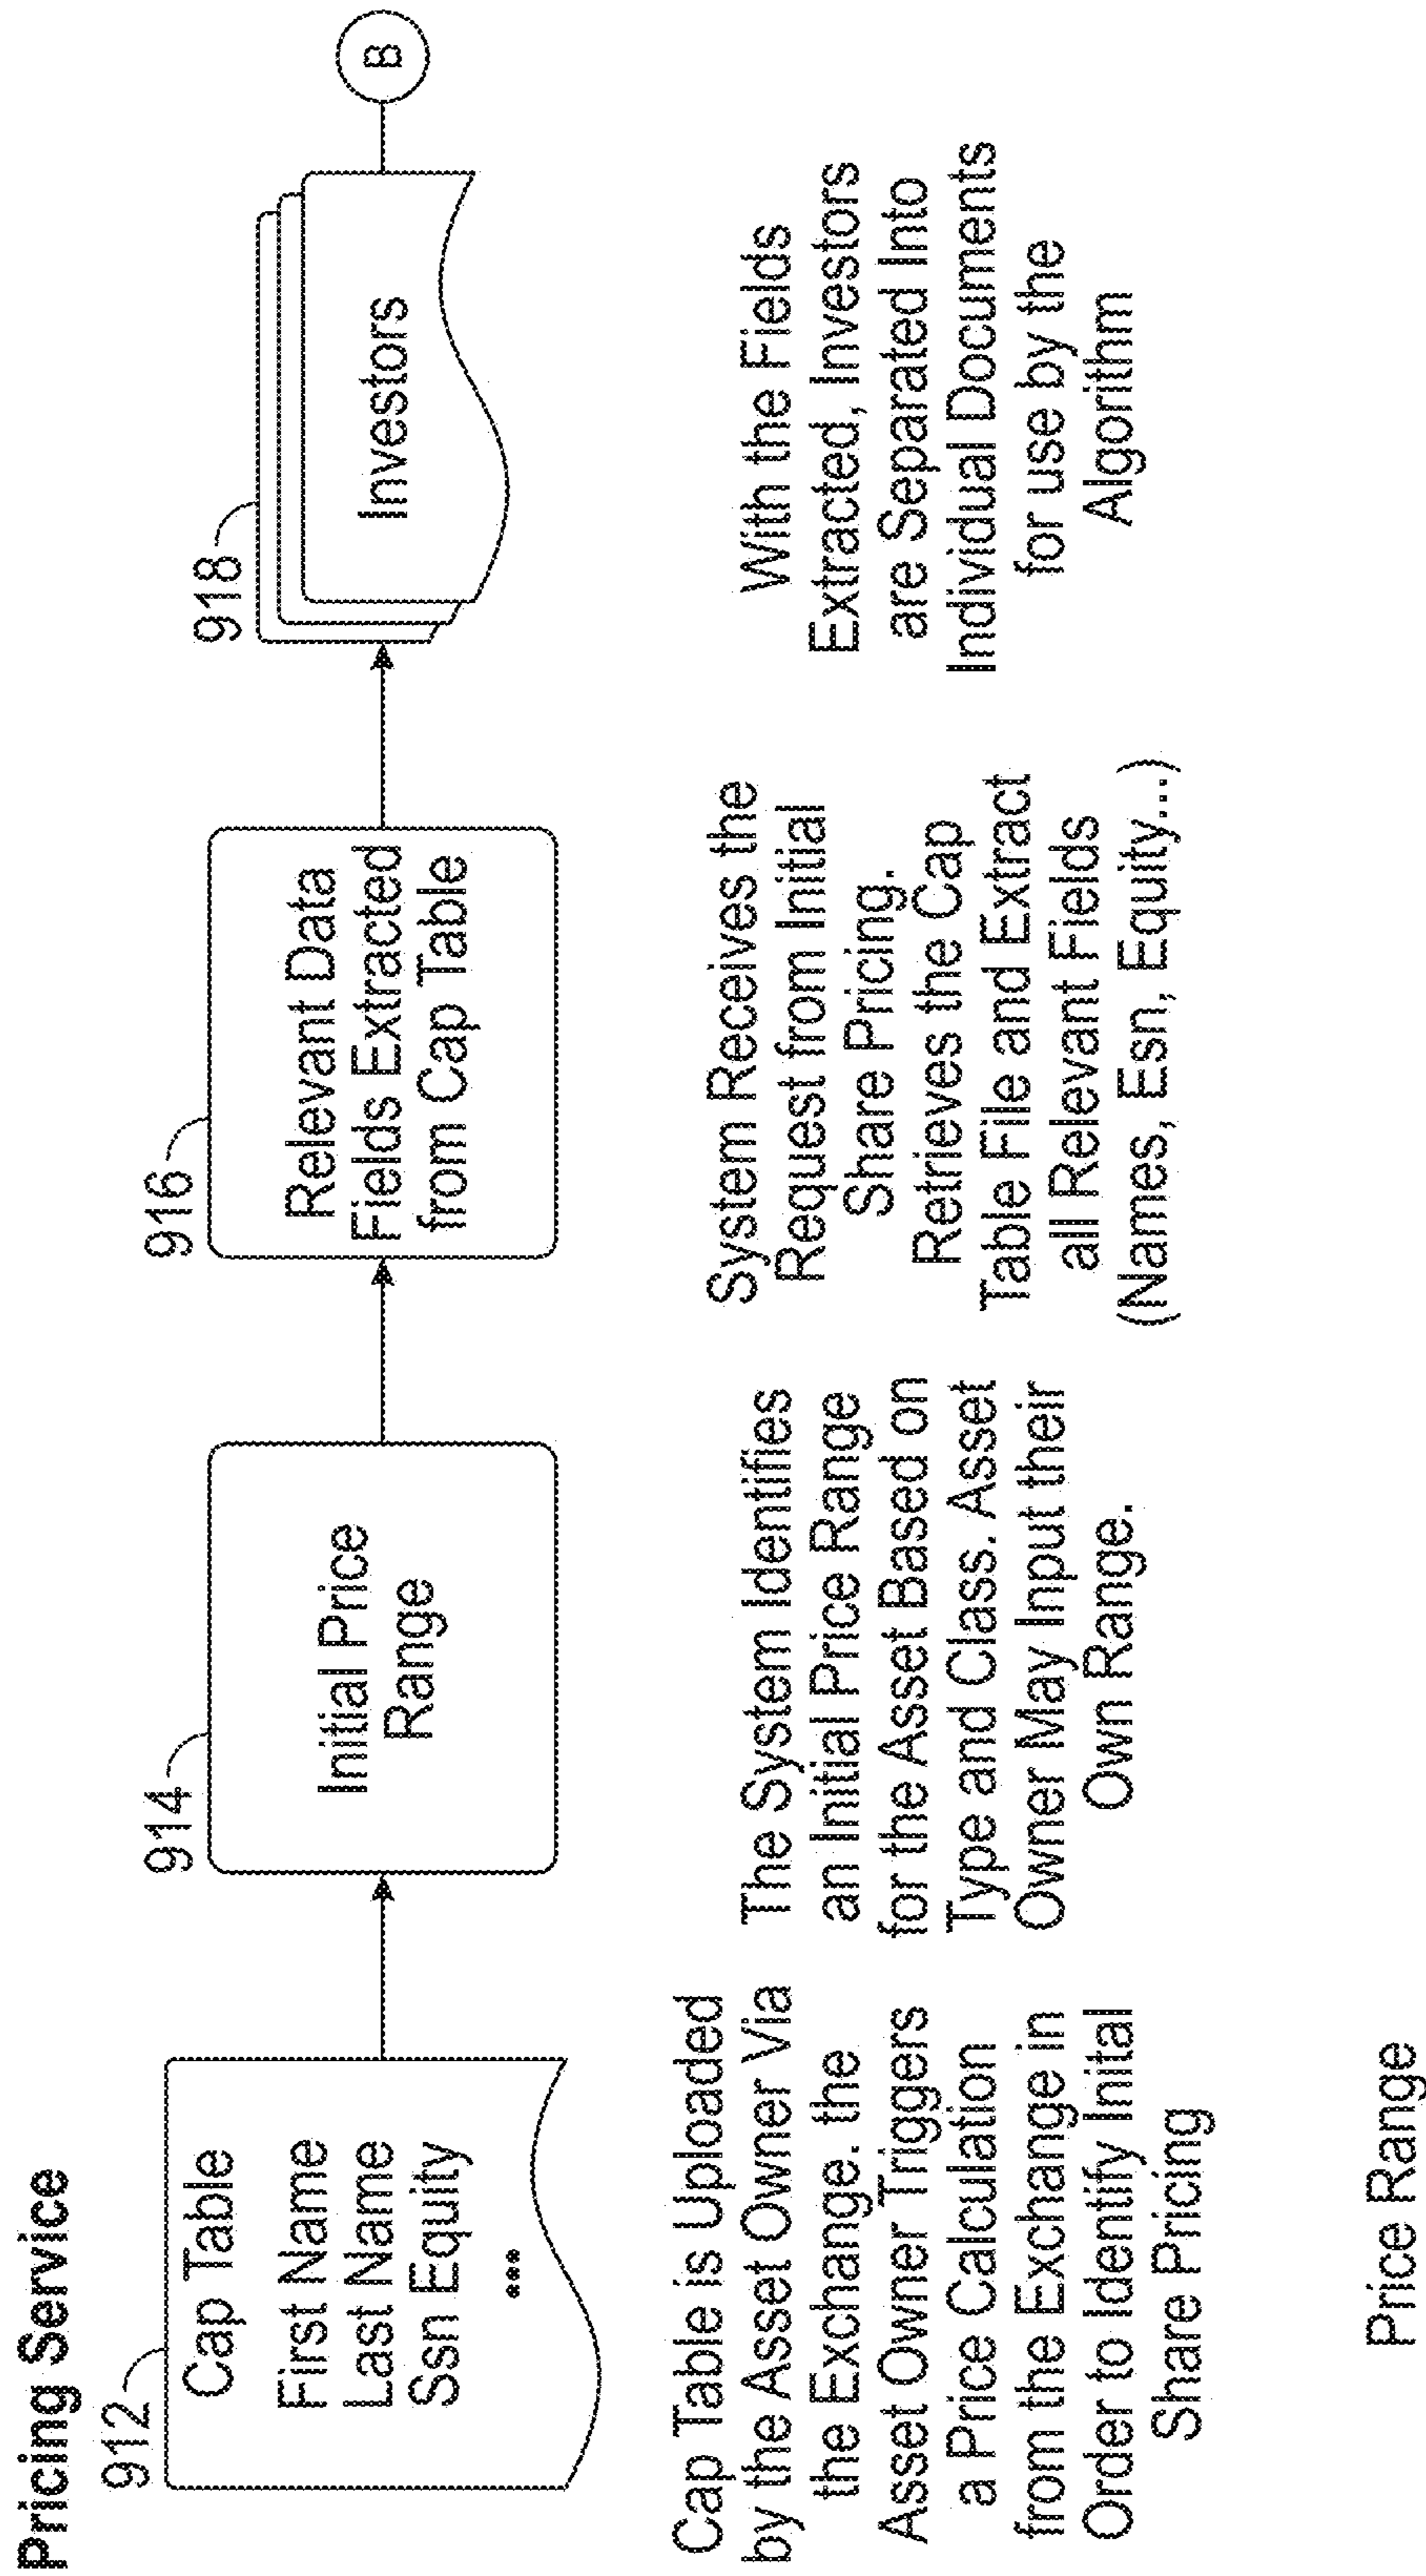 Pricing Service
912
Cap Table
First Name
Last Name
Ssn Equity
...
914
Initial Price
Range
916
Relevant Data
Fields Extracted
from Cap Table
918
Investors
B
Cap Table is Uploaded
by the Asset Owner Via
the Exchange. the
Asset Owner Triggers
a Price Calculation
from the Exchange in
Order to Identify Inital
Share Pricing
The System Identifies
an Initial Price Range
for the Asset Based on
Type and Class. Asset
Owner May Input their
Own Range.
System Receives the
Request from Initial
Share Pricing.
Retrieves the Cap
Table File and Extract
all Relevant Fields
(Names, Esn, Equity...)
With the Fields
Extracted, Investors
are Separated Into
Individual Documents
for use by the
Algorithm
Price Range